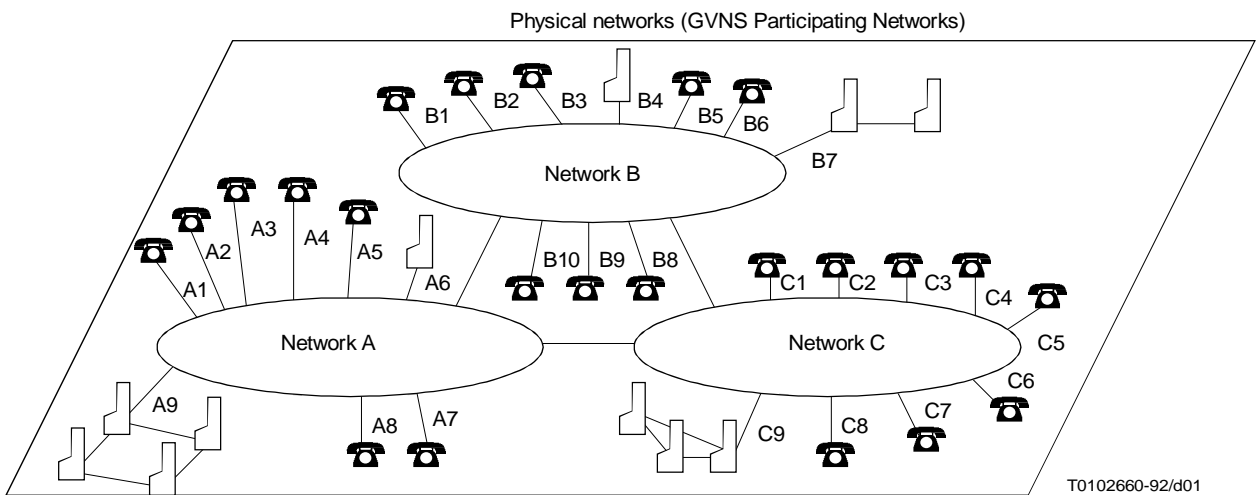 Physical networks (GVNS Participating Networks)
B1
B2
B3
B4
B5
B6
B7
Network B
A1
A2
A3
A4
A5
A6
B10
B9
B8
C1
C2
C3
C4
C5
Network A
Network C
C6
A9
A8
A7
C9
C8
C7
T0102660-92/d01